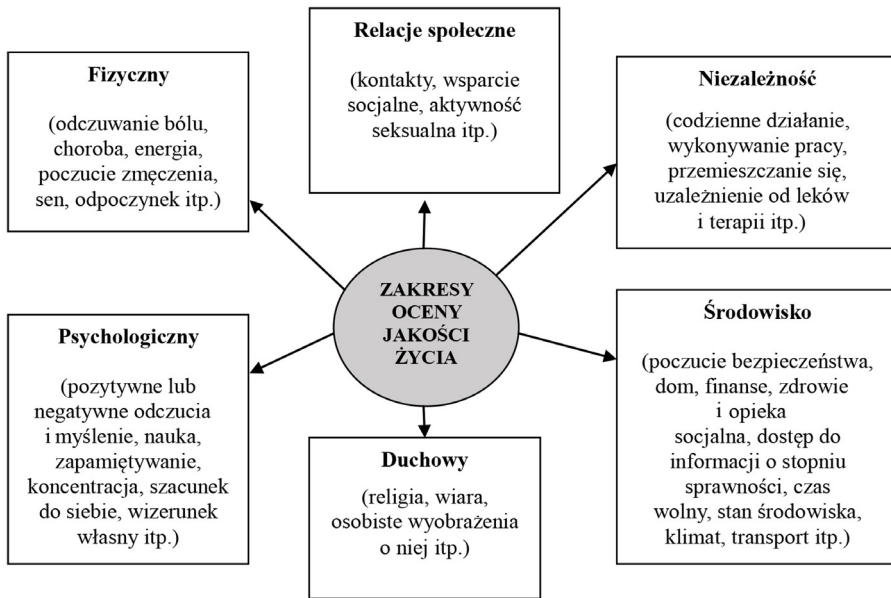 Relacje społeczne
(kontakty, wsparcie
socjalne, aktywność
seksualna itp.)
Fizyczny
(odczuwanie bólu,
choroba, energia,
poczucie zmęczenia,
sen, odpoczynek itp.)
Niezależność
(codzienne działanie,
wykonywanie pracy,
przemieszczanie się,
uzależnienie od leków
i terapii itp.)
ZAKRESY
OCENY
JAKOŚCI
ŻYCIA
Psychologiczny
(pozytywne lub
negatywne odczucia
i myślenie, nauka,
zapamiętywanie,
koncentracja, szacunek
do siebie, wizerunek
własny itp.)
Duchowy
(religia, wiara,
osobiste wyobrażenia
o niej itp.)
Środowisko
(poczucie bezpieczeństwa,
dom, finanse, zdrowie
i opieka
socjalna, dostęp do
informacji o stopniu
sprawności, czas
wolny, stan środowiska,
klimat, transport itp.)